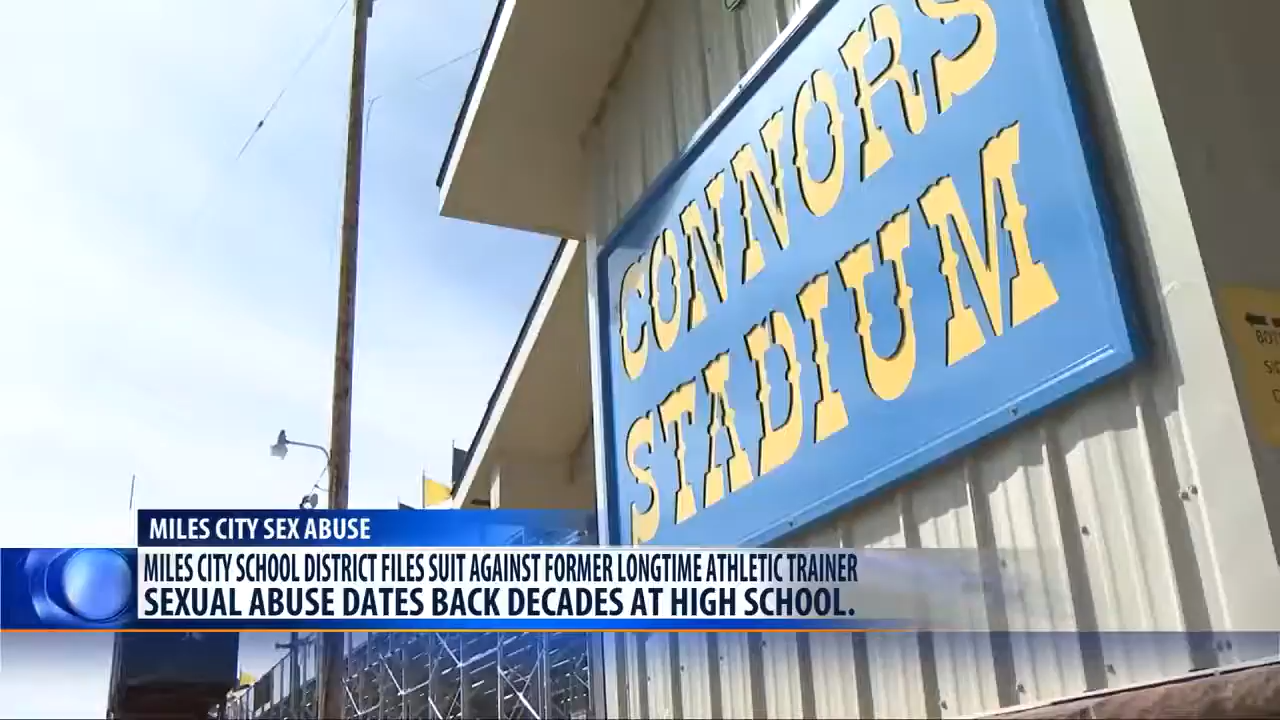 CONNORS
STADIUM
MILES CITY SEX ABUSE
MILES CITY SCHOOL DISTRICT FILES SUIT AGAINST FORMER LONGTIME ATHLETIC TRAINER
SEXUAL ABUSE DATES BACK DECADES AT HIGH SCHOOL.